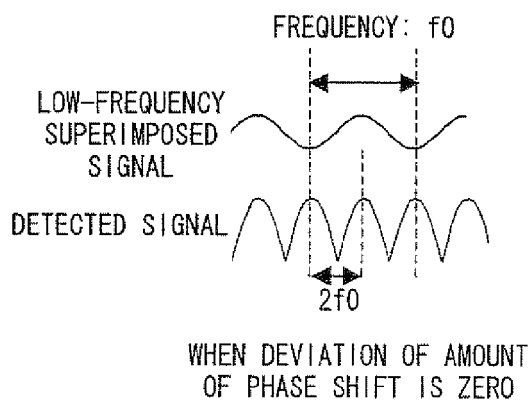 FREQUENCY: f0
LOW-FREQUENCY
SUPERIMPOSED
SIGNAL
DETECTED SIGNAL
2f0
WHEN DEVIATION OF AMOUNT
OF PHASE SHIFT IS ZERO